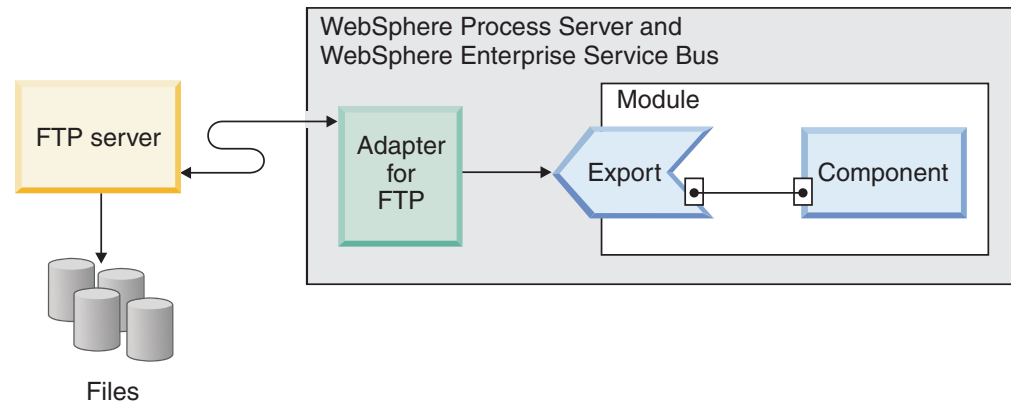 WebSphere Process Server and
WebSphere Enterprise Service Bus
Module
FTP server
Adapter
for
FTP
Export
Component
Files